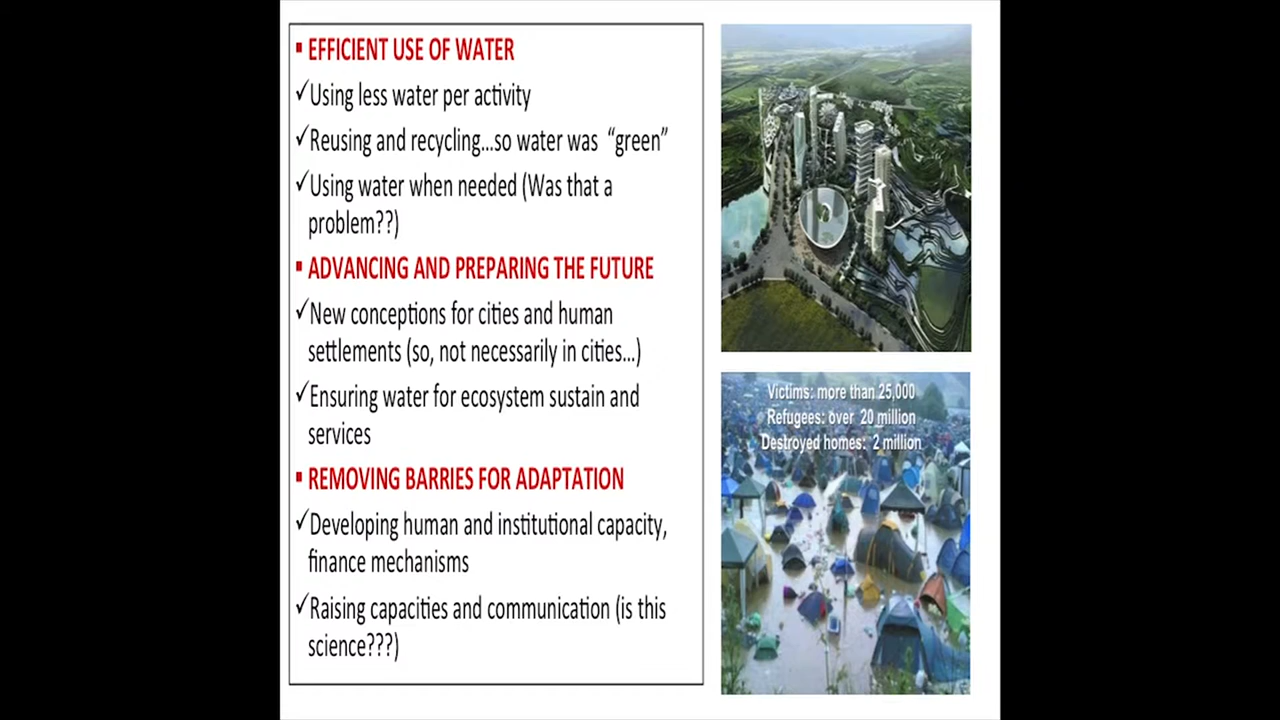 ▪ EFFICIENT USE OF WATER
✓Using less water per activity
✓Reusing and recycling...so water was “green”
✓Using water when needed (Was that a
problem??)
▪ ADVANCING AND PREPARING THE FUTURE
✓New conceptions for cities and human
settlements (so, not necessarily in cities...)
✓Ensuring water for ecosystem sustain and
services
▪ REMOVING BARRIES FOR ADAPTATION
✓Developing human and institutional capacity,
finance mechanisms
✓Raising capacities and communication (is this
science???)
Victims: more than 25,000
Refugees: over 20 million
Destroyed homes: 2 million